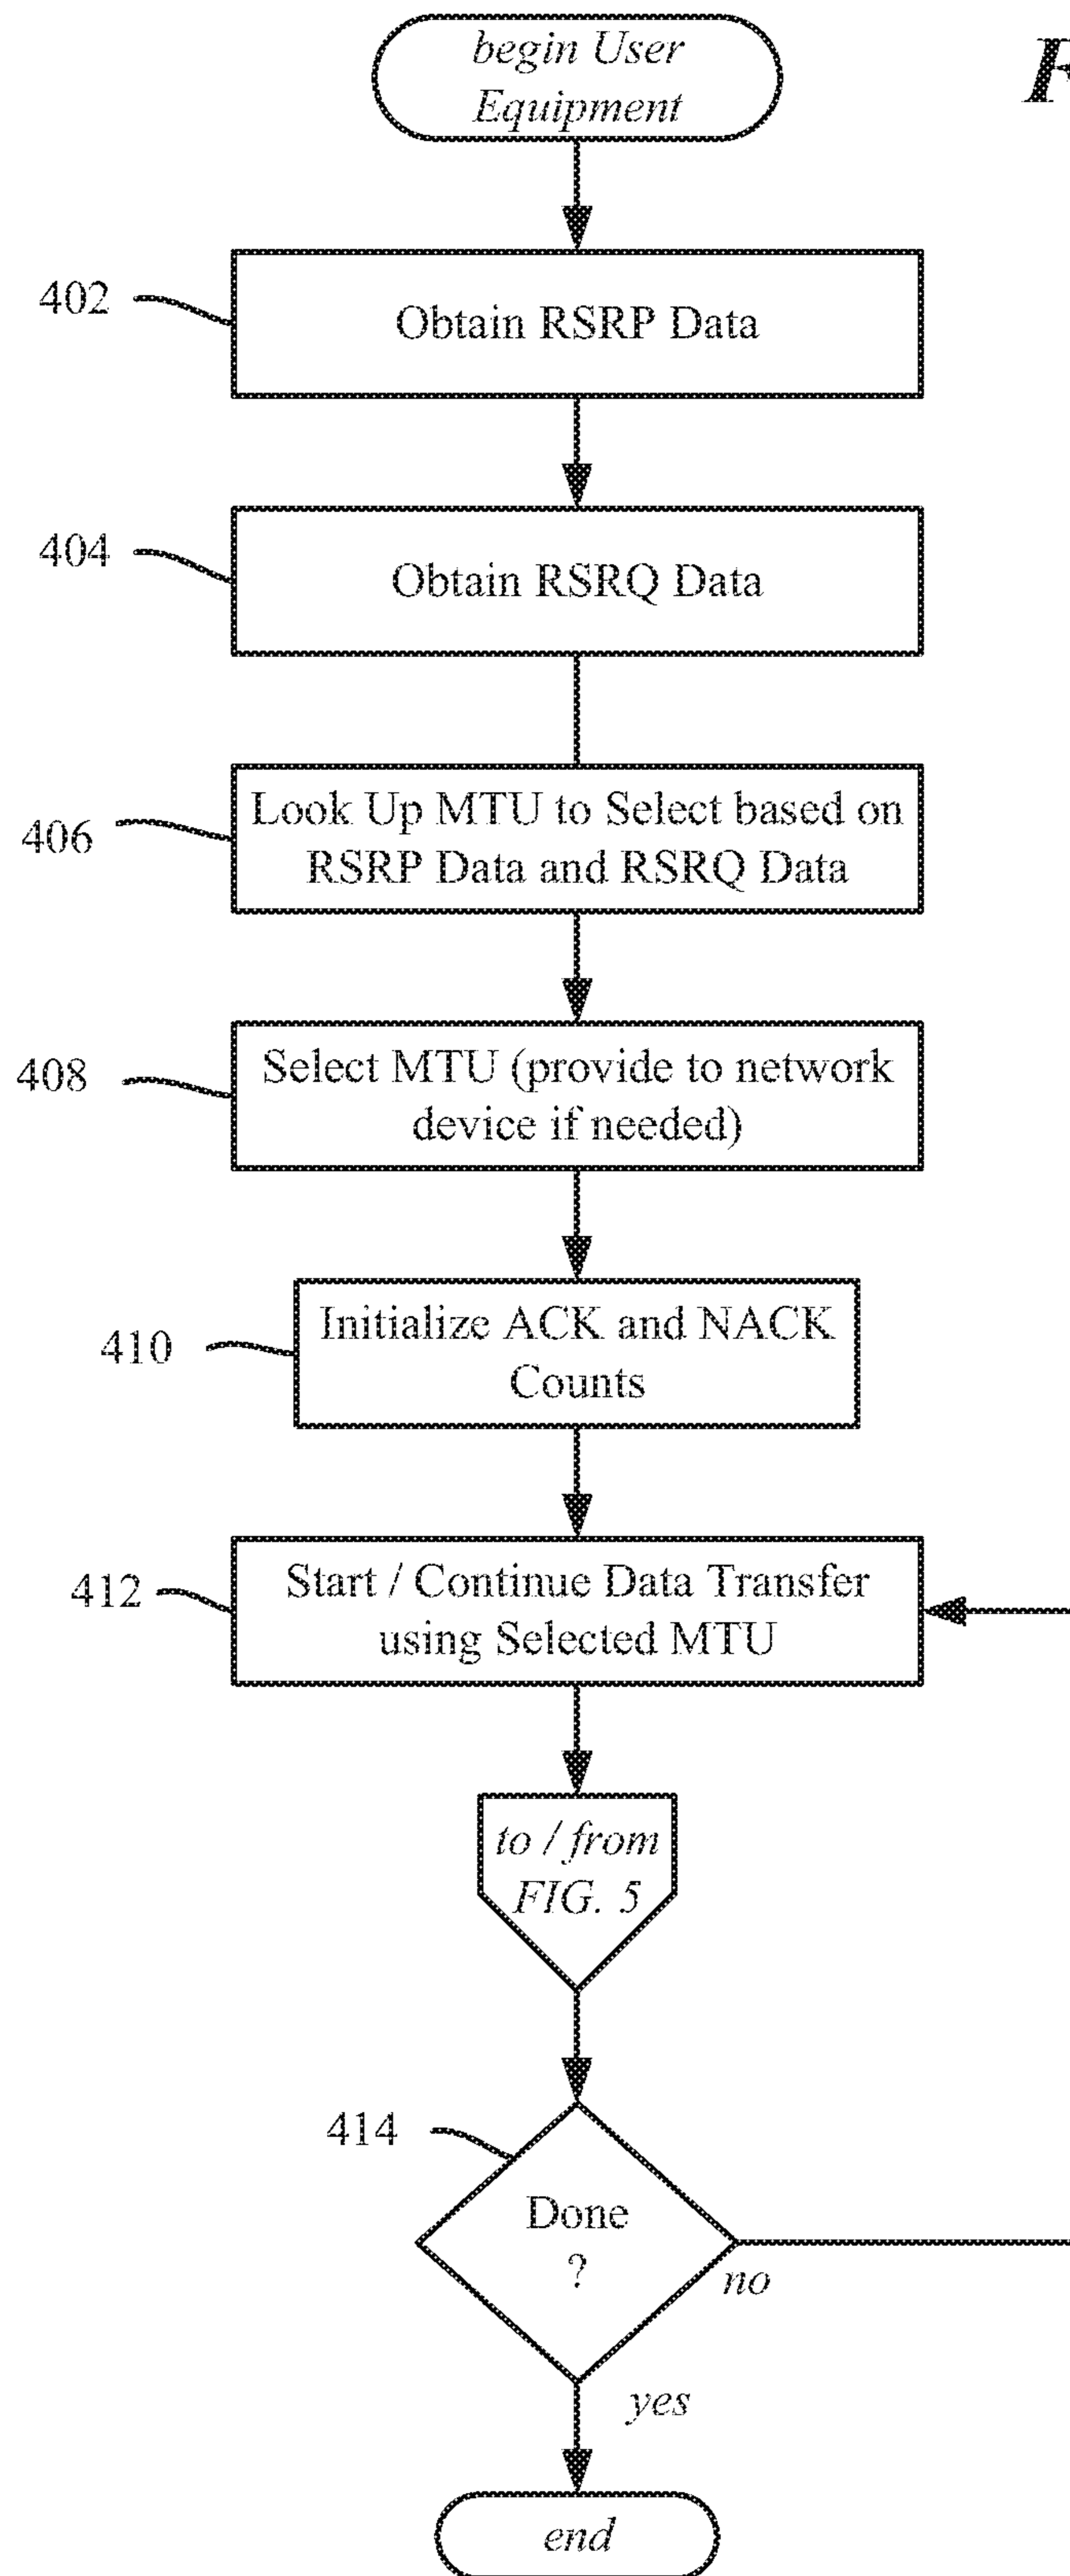 begin User
Equipment
F
402
Obtain RSRP Data
404
Obtain RSRQ Data
406
Look Up MTU to Select based on
RSRP Data and RSRQ Data
408
Select MTU (provide to network
device if needed)
410
Initialize ACK and NACK
Counts
412
Start / Continue Data Transfer
using Selected MTU
to / from
FIG. 5
414
Done
?
no
yes
end